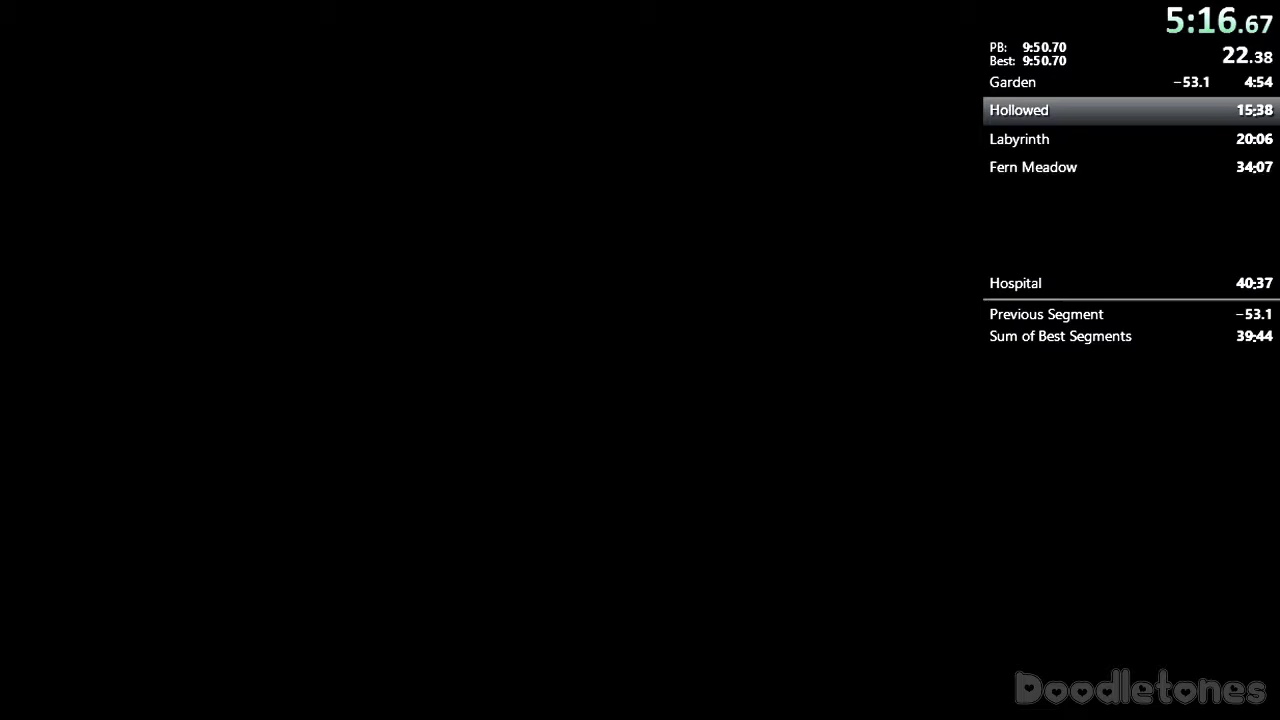 5:16.67
PB: 9:50.70 22.38
Best: 9:50.70
Garden −53.1 4:54
Hollowed 15:38
Labyrinth 20:06
Fern Meadow 34:07
Hospital 40:37
Previous Segment −53.1
Sum of Best Segments 39:44
Doodletones